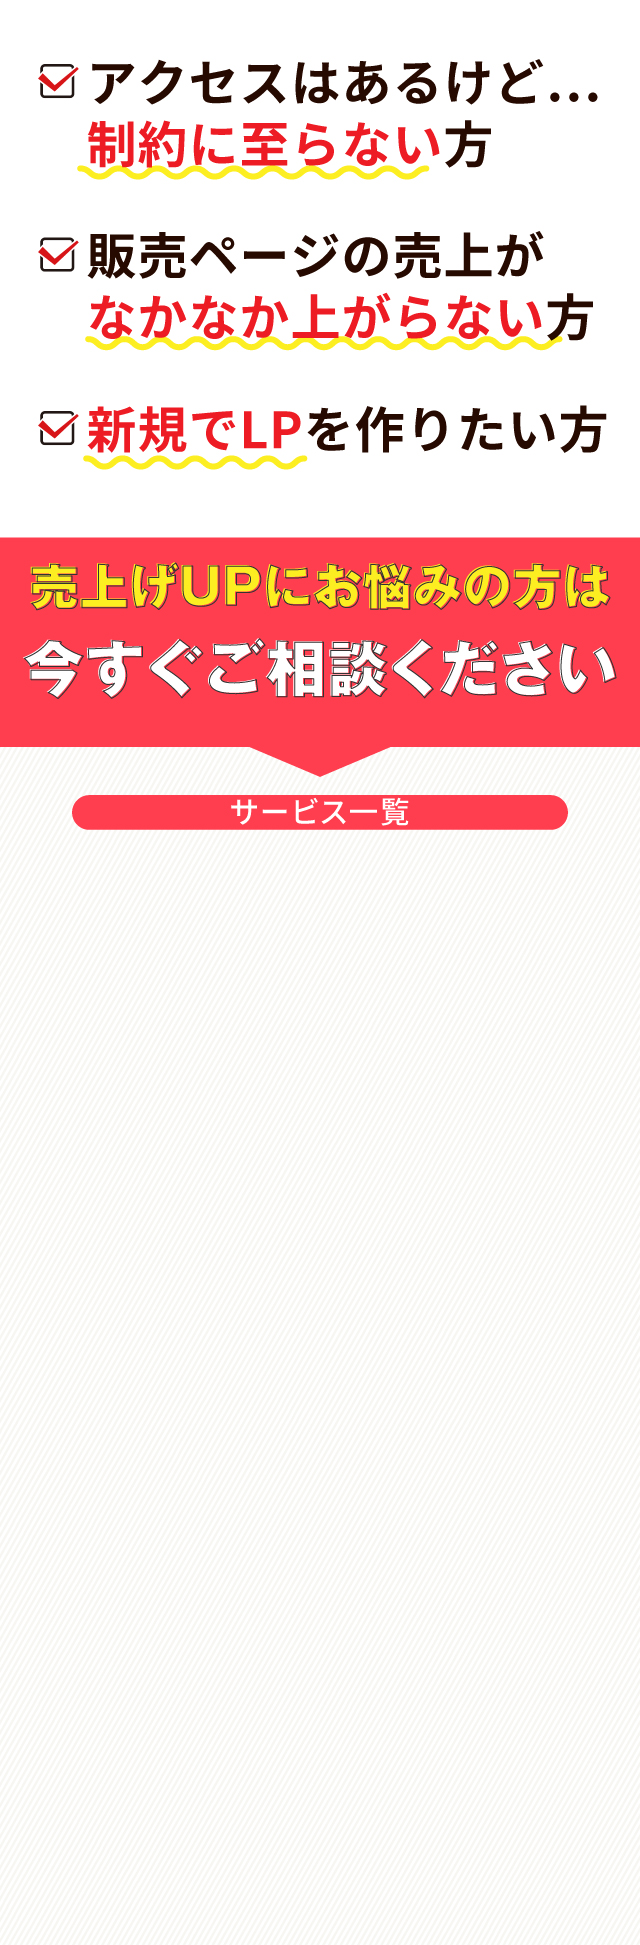 アクセスはあるけど...
制約に至らない方
販売ページの売上が
なかなか上がらない方
新規でLPを作りたい方
売上げUPにお悩みの方は
今すぐご相談ください
サービス一覧